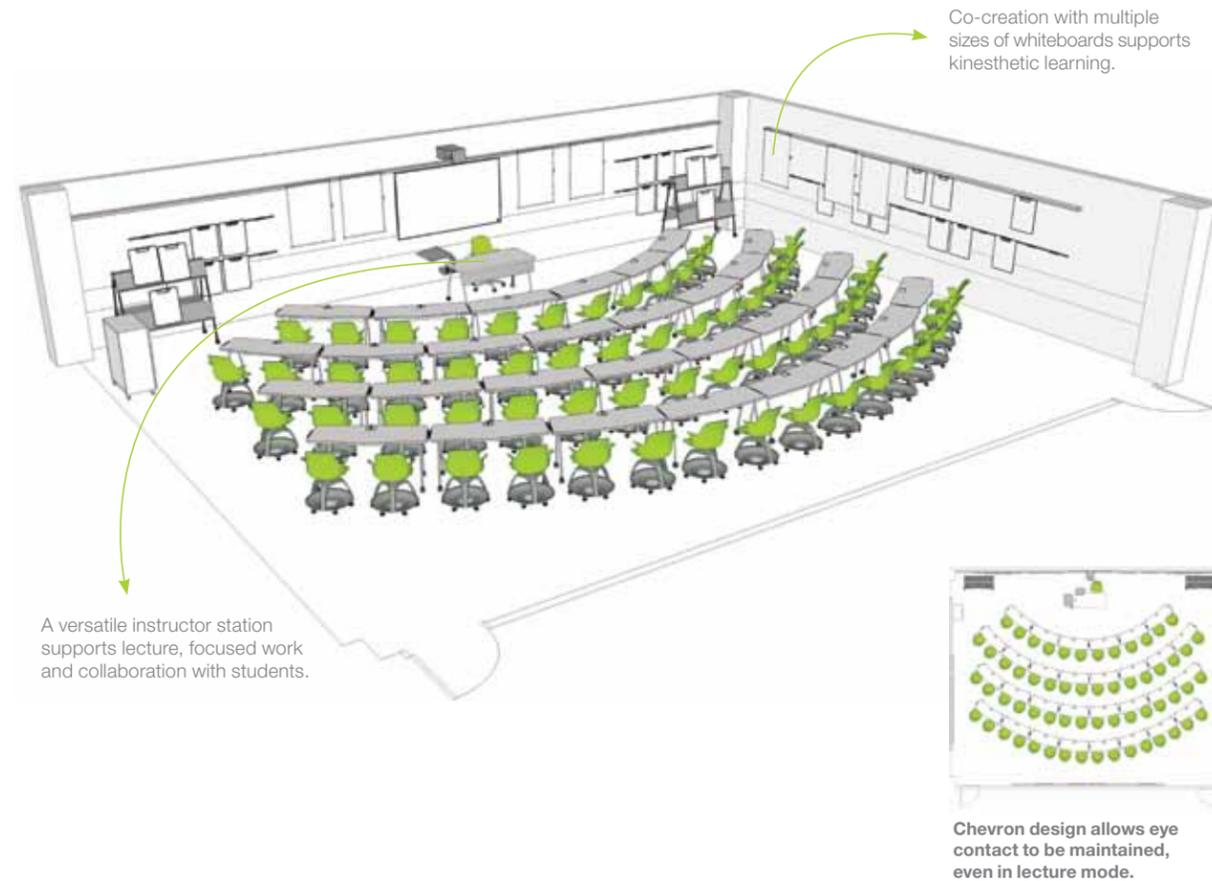 Co-creation with multiple
sizes of whiteboards supports
kinesthetic learning.
A versatile instructor station
supports lecture, focused work
and collaboration with students.
Chevron design allows eye
contact to be maintained,
even in lecture mode.